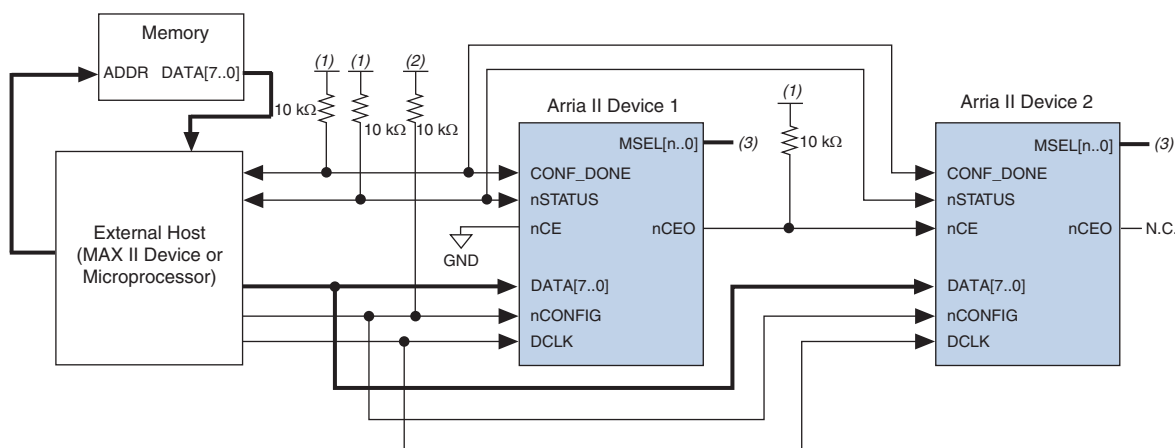 Memory
ADDR DATA[7..0]
(1) (1) (2)
10 kΩ
10 kΩ
10 kΩ
External Host
(MAX II Device or
Microprocessor)
GND
Arria II Device 1
MSEL[n..0]
(3)
CONF_DONE
nSTATUS
nCE
nCEO
DATA[7..0]
nCONFIG
DCLK
(1)
10 kΩ
Arria II Device 2
MSEL[n..0]
(3)
CONF_DONE
nSTATUS
nCE
nCEO
N.C.
DATA[7..0]
nCONFIG
DCLK